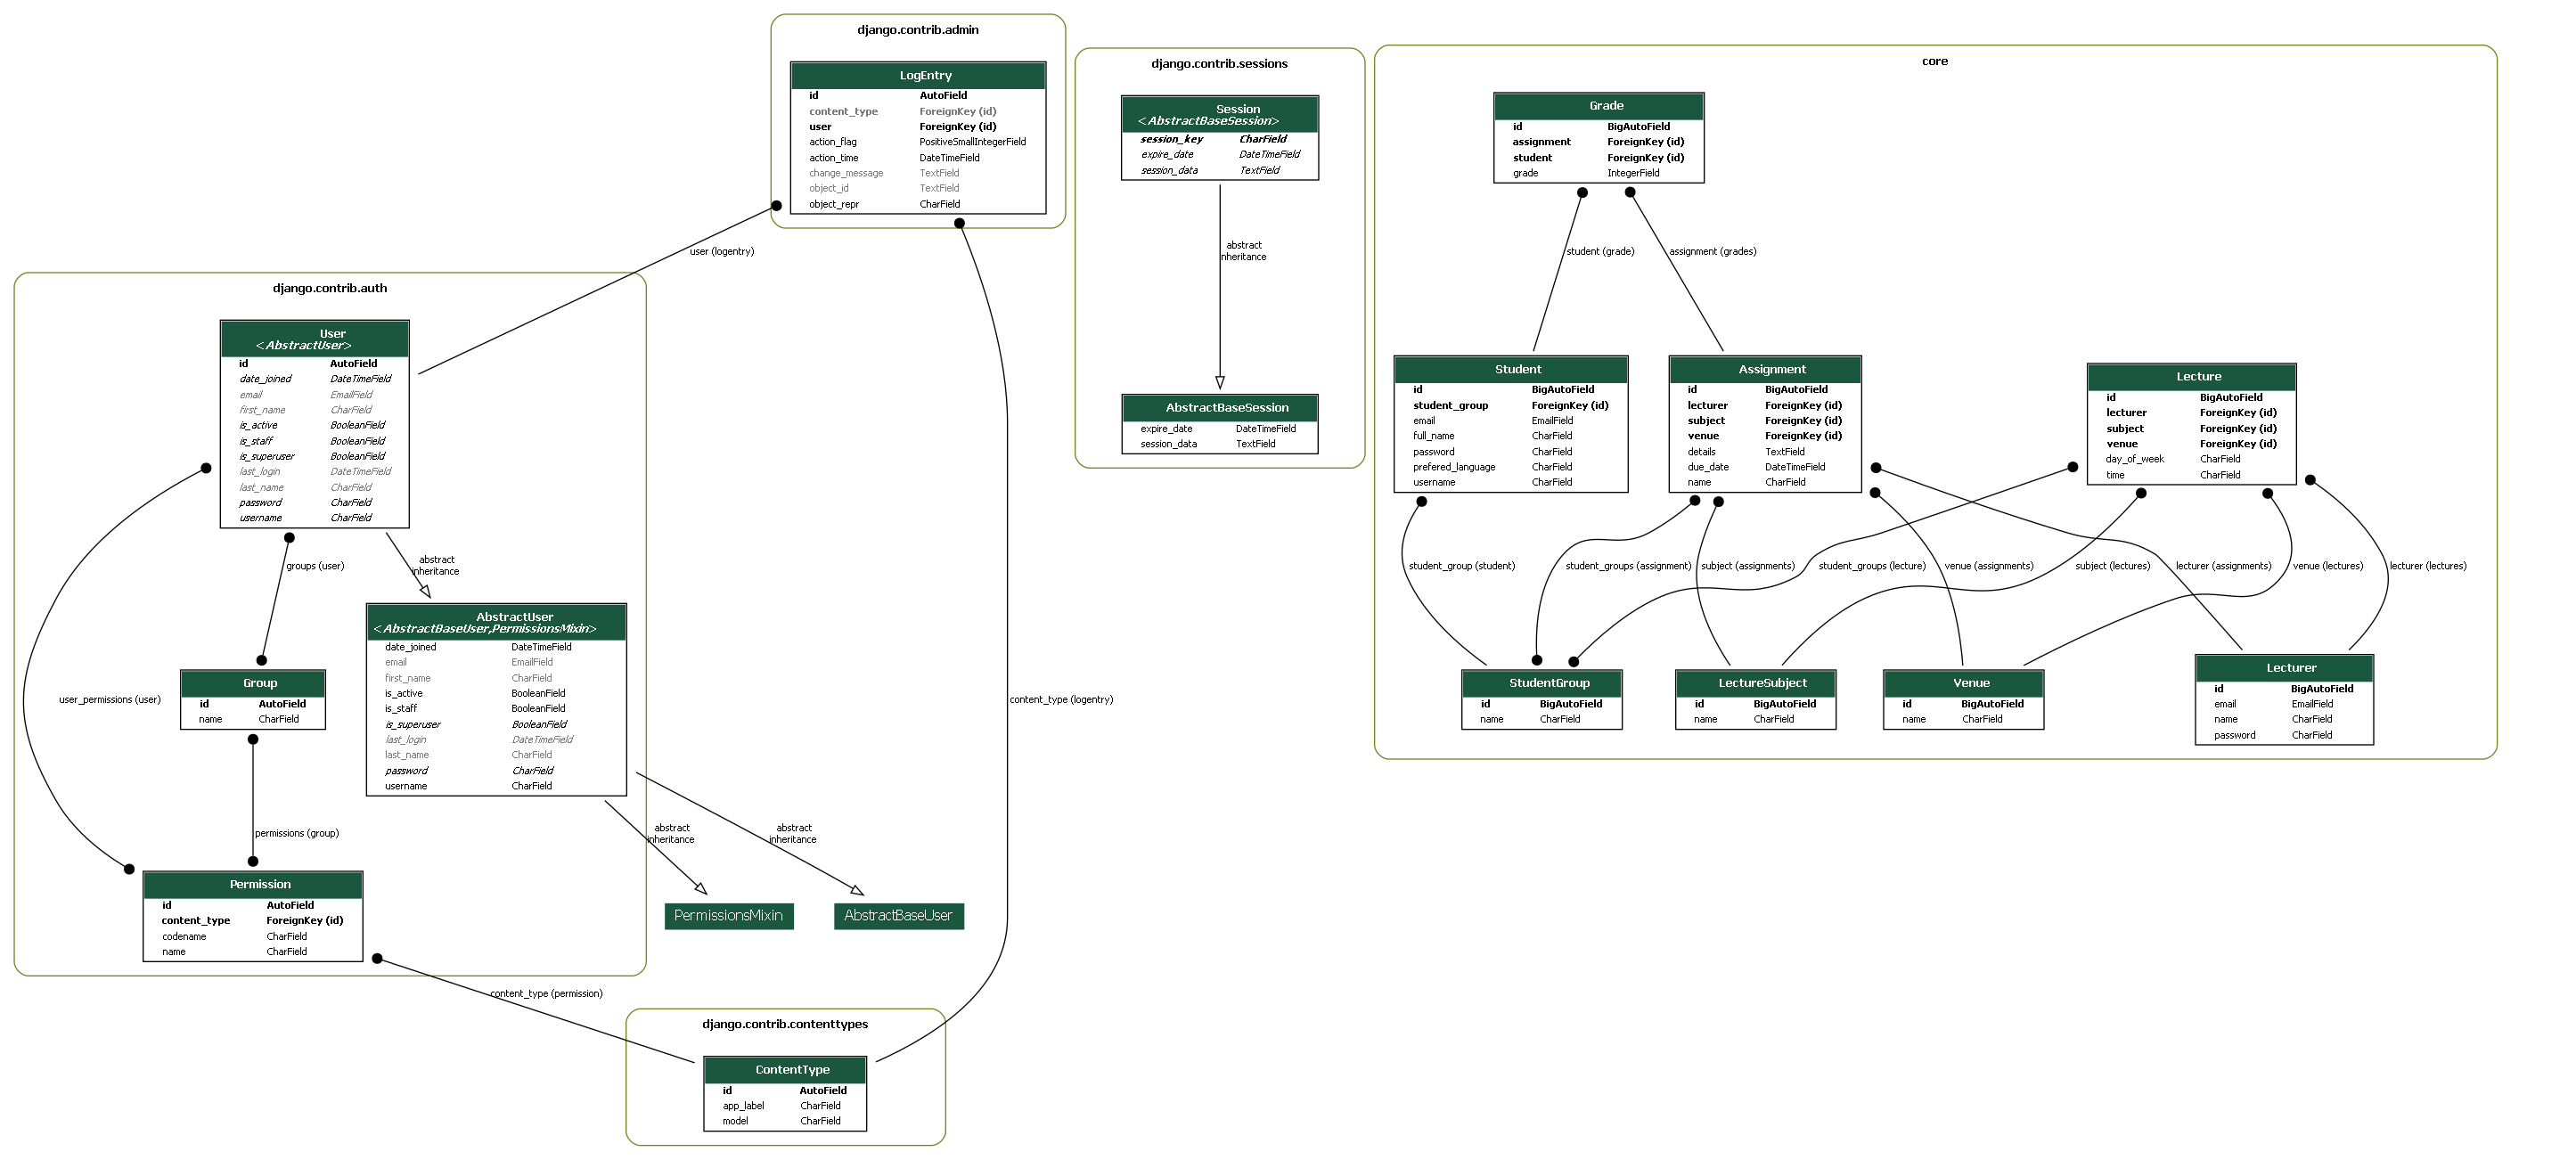 django.contrib.admin
LogEntry
id AutoField
content_type ForeignKey (id)
user ForeignKey (id)
action_flag PositiveSmallIntegerField
action_time DateTimeField
change_message TextField
object_id TextField
object_repr CharField
django.contrib.sessions
Session
<AbstractBaseSession>
session_key CharField
expire_date DateTimeField
session_data TextField
abstract
inheritance
AbstractBaseSession
expire_date DateTimeField
session_data TextField
core
Grade
id BigAutoField
assignment ForeignKey (id)
student ForeignKey (id)
grade IntegerField
student (grade)
assignment (grades)
Student
id BigAutoField
student_group ForeignKey (id)
email EmailField
full_name CharField
password CharField
prefered_language CharField
username CharField
Assignment
id BigAutoField
lecturer ForeignKey (id)
subject ForeignKey (id)
venue ForeignKey (id)
details TextField
due_date DateTimeField
name CharField
Lecture
id BigAutoField
lecturer ForeignKey (id)
subject ForeignKey (id)
venue ForeignKey (id)
day_of_week CharField
time CharField
student_group (student)
student_groups (assignment)
subject (assignments)
student_groups (lecture)
venue (assignments)
subject (lectures)
lecturer (assignments)
venue (lectures)
lecturer (lectures)
StudentGroup
id BigAutoField
name CharField
LectureSubject
id BigAutoField
name CharField
Venue
id BigAutoField
name CharField
Lecturer
id BigAutoField
email EmailField
name CharField
password CharField
user (logentry)
django.contrib.auth
User
<AbstractUser>
id AutoField
date_joined DateTimeField
email EmailField
first_name CharField
is_active BooleanField
is_staff BooleanField
is_superuser BooleanField
last_login DateTimeField
last_name CharField
password CharField
username CharField
groups (user)
abstract
inheritance
AbstractUser
<AbstractBaseUser,PermissionsMixin>
date_joined DateTimeField
email EmailField
first_name CharField
is_active BooleanField
is_staff BooleanField
is_superuser BooleanField
last_login DateTimeField
last_name CharField
password CharField
username CharField
Group
id AutoField
name CharField
user_permissions (user)
content_type (logentry)
permissions (group)
abstract
inheritance
abstract
inheritance
Permission
id AutoField
content_type ForeignKey (id)
codename CharField
name CharField
PermissionsMixin
AbstractBaseUser
content_type (permission)
django.contrib.contenttypes
ContentType
id AutoField
app_label CharField
model CharField